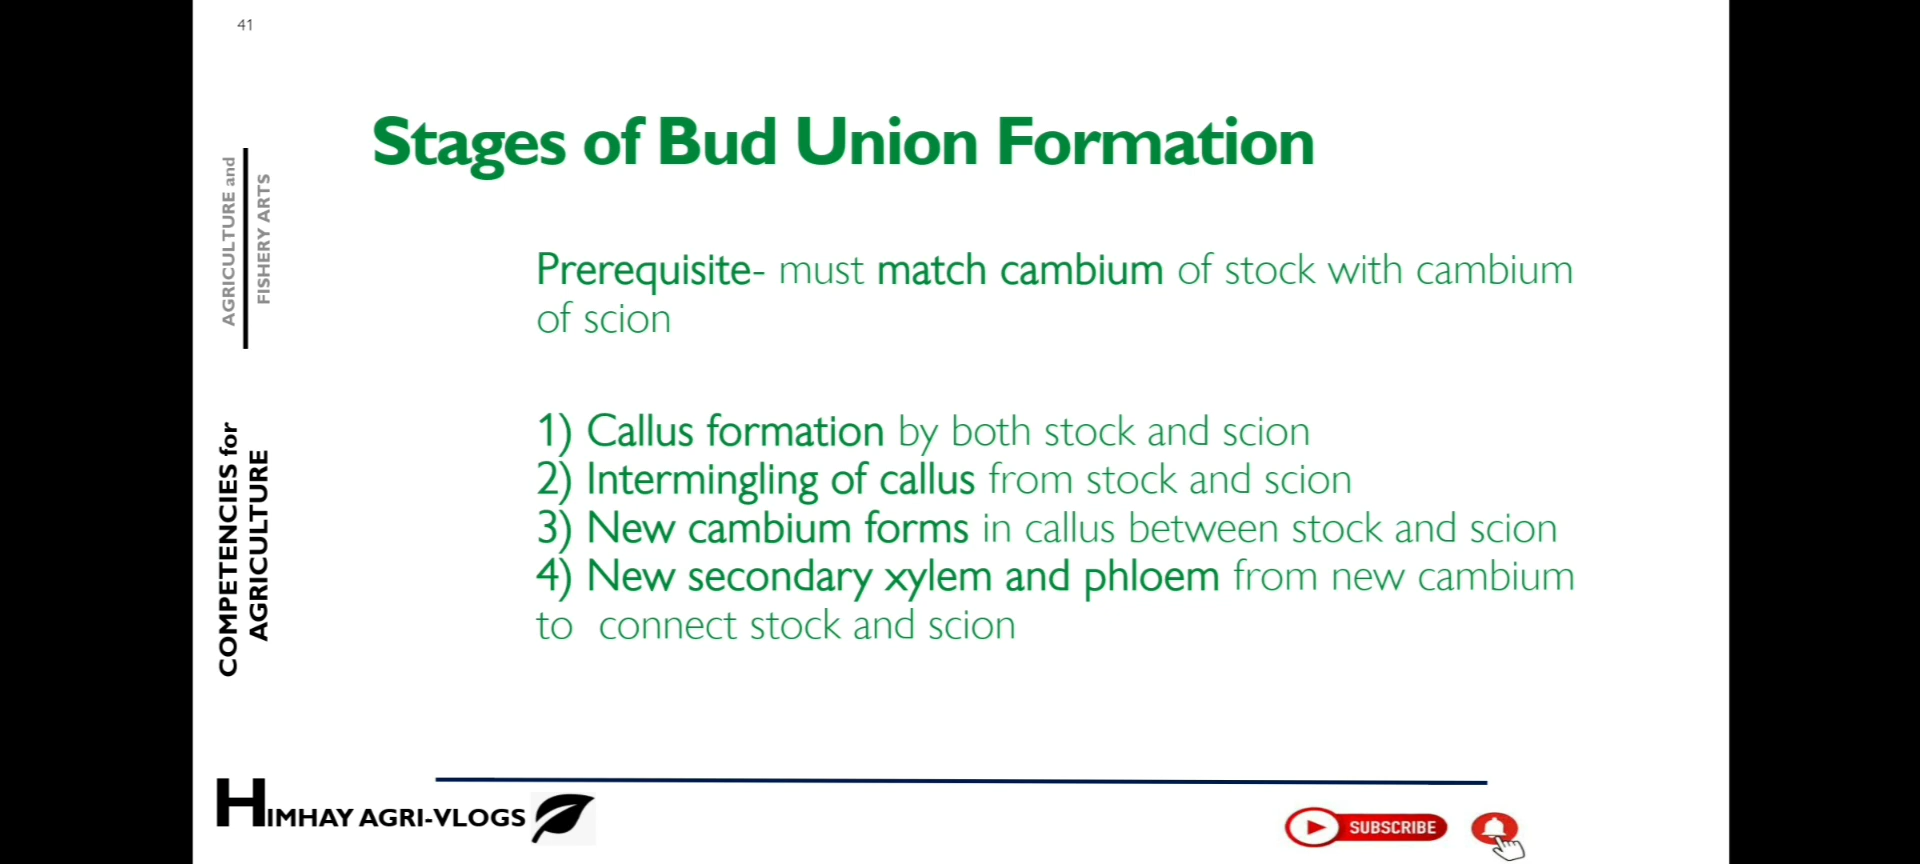 41
Stages of Bud Union Formation
AGRICULTURE and
FISHERY ARTS
Prerequisite- must match cambium of stock with cambium
of scion
1) Callus formation by both stock and scion
2) Intermingling of callus from stock and scion
3) New cambium forms in callus between stock and scion
4) New secondary xylem and phloem from new cambium
to connect stock and scion
COMPETENCIES for
AGRICULTURE
HIMHAY AGRI-VLOGS
SUBSCRIBE